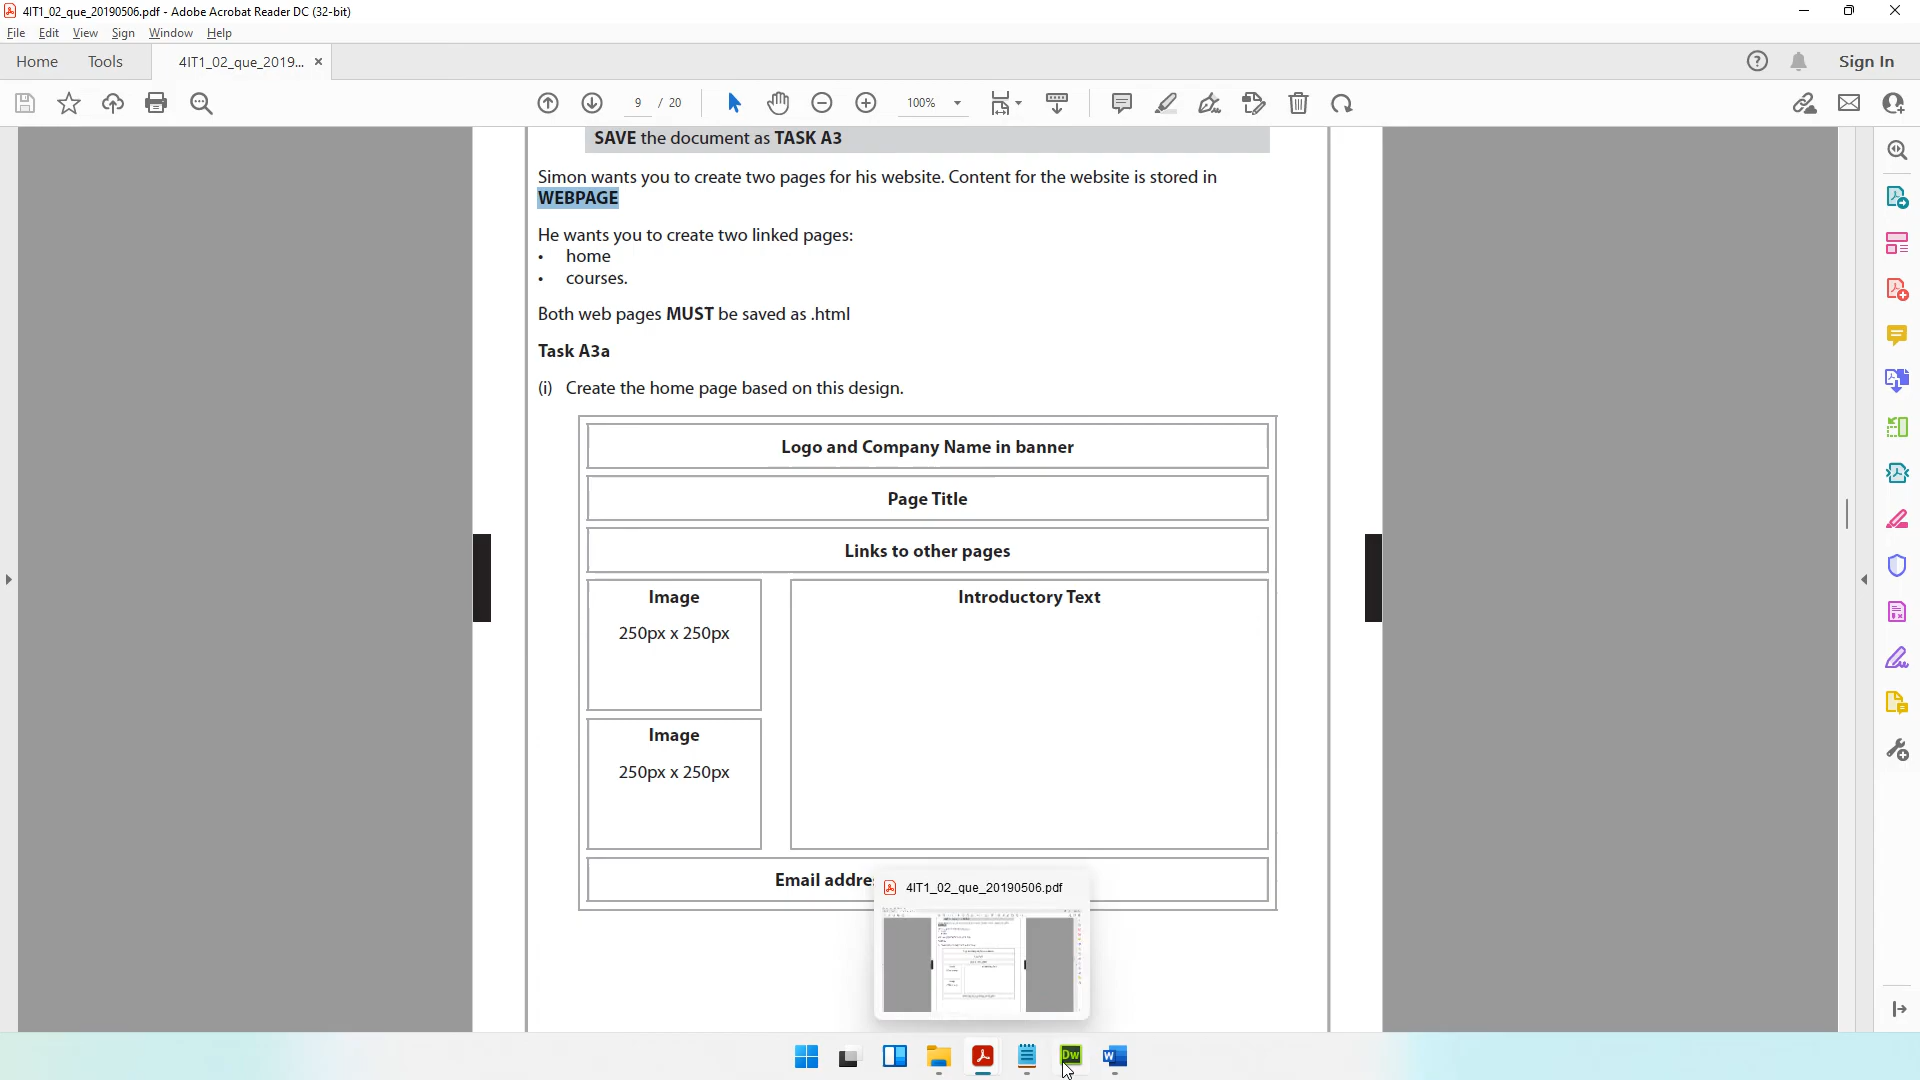 4IT1_02_que_20190506.pdf - Adobe Acrobat Reader DC (32-bit)
File Edit View Sign Window Help
Home Tools 4IT1_02_que_2019... × Sign In
9 / 20 100%
SAVE the document as TASK A3
Simon wants you to create two pages for his website. Content for the website is stored in
WEBPAGE
He wants you to create two linked pages:
• home
• courses.
Both web pages MUST be saved as .html
Task A3a
(i) Create the home page based on this design.
Logo and Company Name in banner
Page Title
Links to other pages
Image
250px x 250px
Introductory Text
Image
250px x 250px
Email addre
4IT1_02_que_20190506.pdf
Dw
W